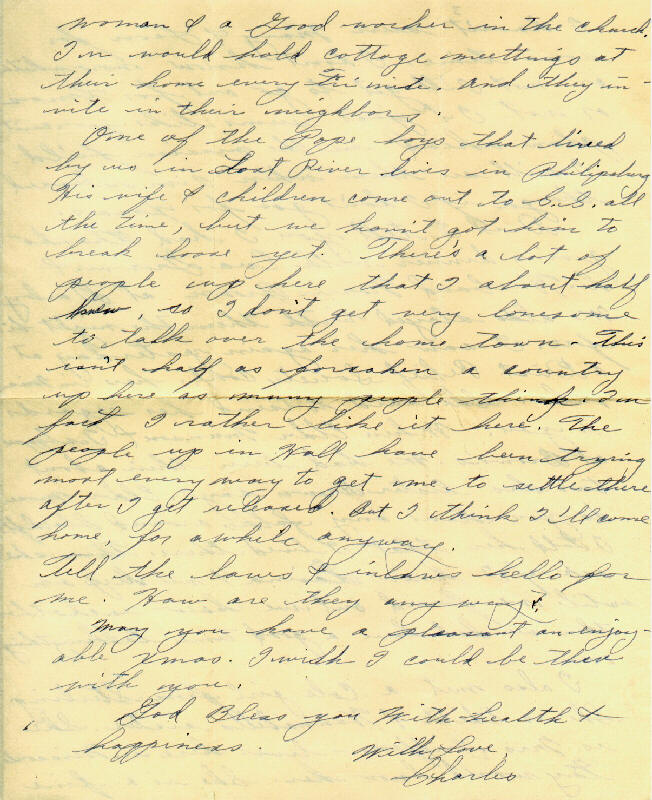 woman & a Good worker in the church.
I'm would hold cottage meettings at
their home every Fri nite. and they in-
vite in their neighbors.
One of the Pope boys that lived
by us in Lost River lives in Philipsburg
His wife & children come out to S.S. all
the time, but we havn't got him to
break loose yet. There's a lot of
people up here that I about half
knew, so I don't get very lonesome
to talk over the home town. This
isn't half as forsaken a country
up here as many people think. In
fact I rather like it here. The
people up in Hall have been trying
most every way to get me to settle there
after I get released. But I think I'll come
home, for awhile anyway.
Tell the laws & inlaws hello for
me. How are they anyway?
May you have a pleasant an enjoy-
able Xmas. I wish I could be there
with you.
God Bless you With health &
happiness.
With Love,
Charles